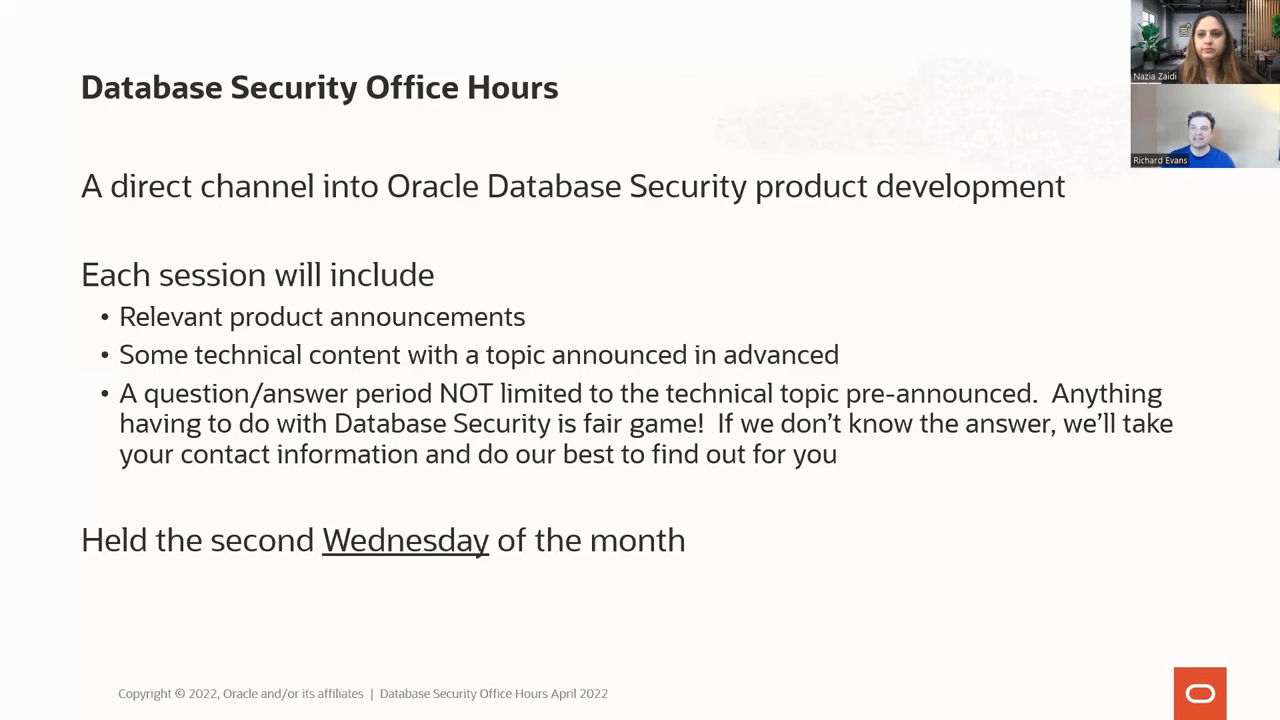 Database Security Office Hours
Nazia Zaidi
Richard Evans
A direct channel into Oracle Database Security product development
Each session will include
• Relevant product announcements
• Some technical content with a topic announced in advanced
• A question/answer period NOT limited to the technical topic pre-announced.  Anything
having to do with Database Security is fair game!  If we don’t know the answer, we’ll take
your contact information and do our best to find out for you
Held the second Wednesday of the month
Copyright © 2022, Oracle and/or its affiliates | Database Security Office Hours April 2022